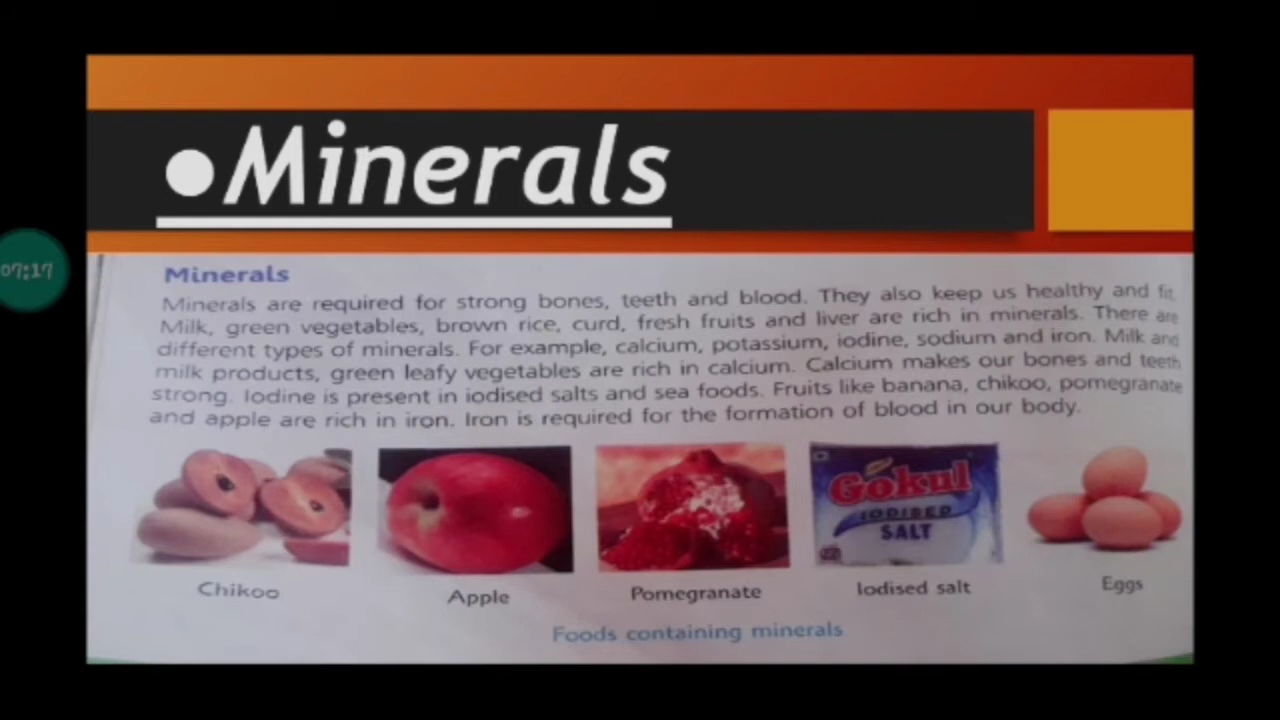 •Minerals
07:17
Minerals
Minerals are required for strong bones, teeth and blood. They also keep us healthy and fit.
Milk, green vegetables, brown rice, curd, fresh fruits and liver are rich in minerals. There are
different types of minerals. For example, calcium, potassium, iodine, sodium and iron. Milk and
milk products, green leafy vegetables are rich in calcium. Calcium makes our bones and teeth
strong. Iodine is present in iodised salts and sea foods. Fruits like banana, chikoo, pomegranate
and apple are rich in iron. Iron is required for the formation of blood in our body.
Gokul
IODISED
SALT
Chikoo
Apple
Pomegranate
Iodised salt
Eggs
Foods containing minerals